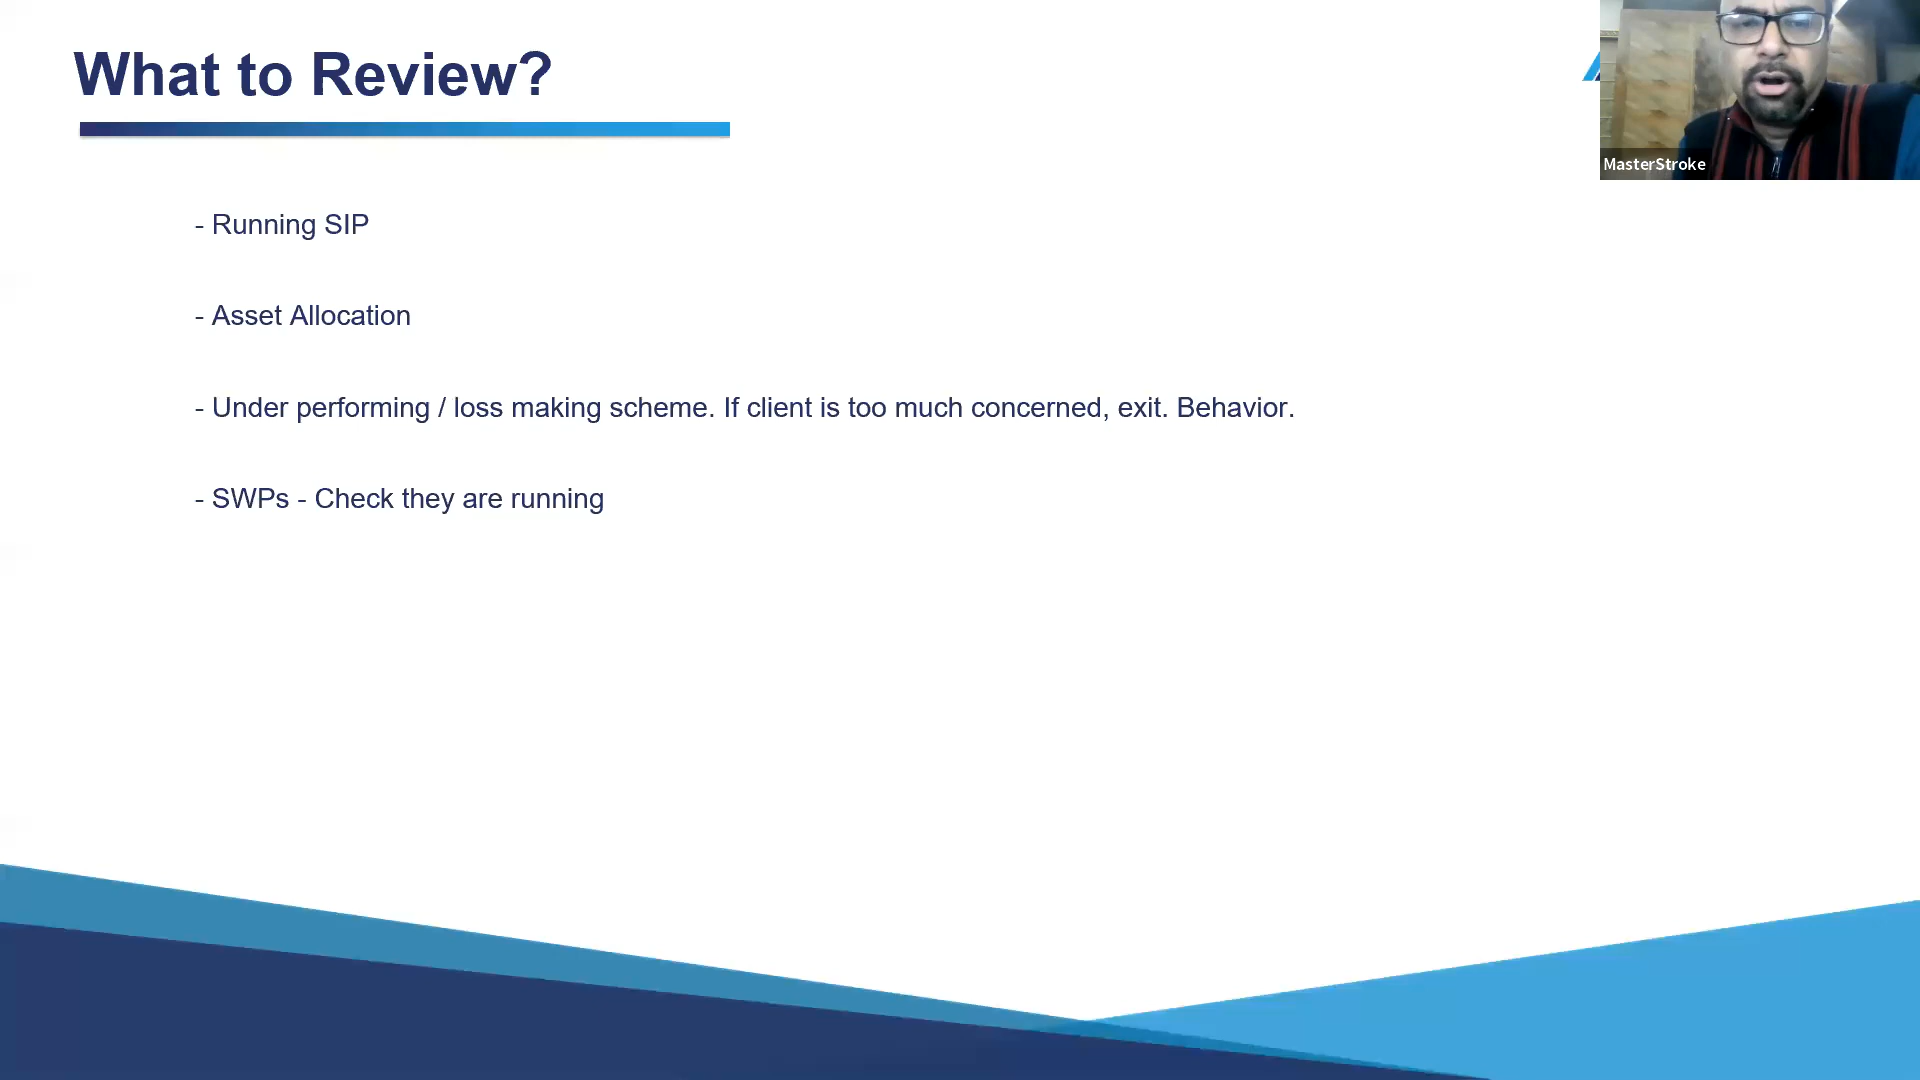 What to Review?
MasterStroke
- Running SIP
- Asset Allocation
- Under performing / loss making scheme. If client is too much concerned, exit. Behavior.
- SWPs - Check they are running